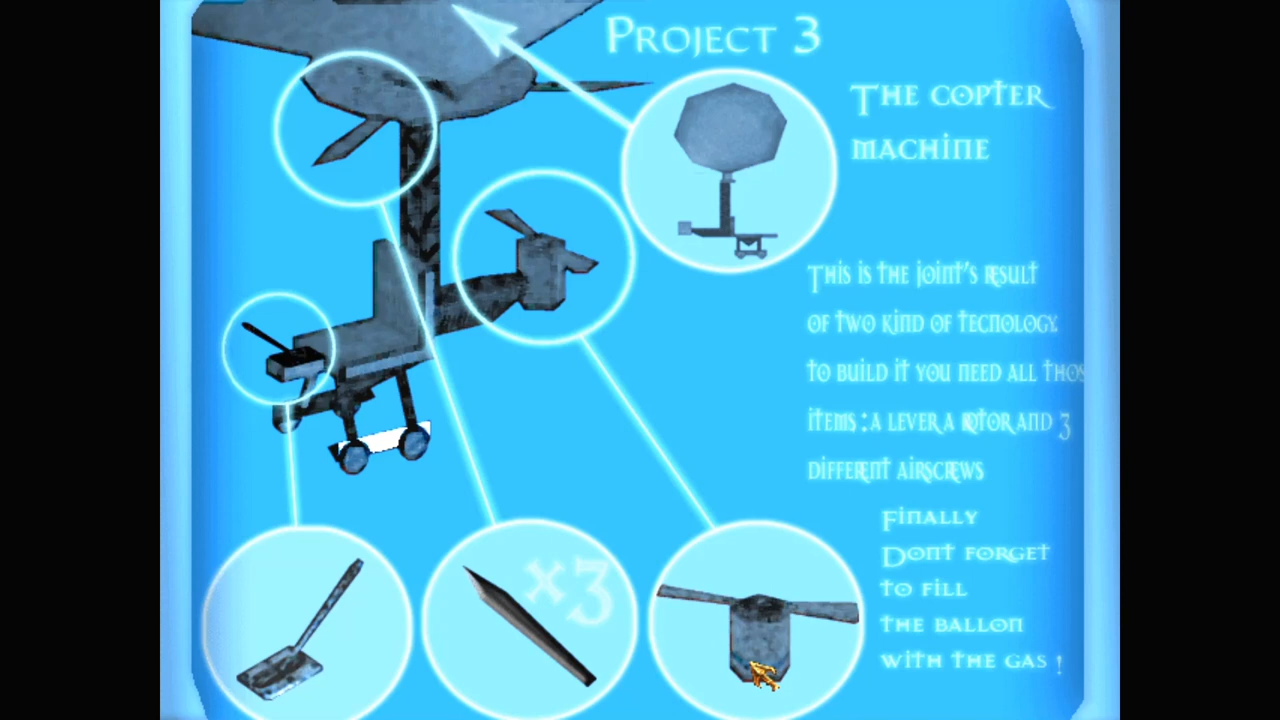 Project 3
The copter
machine
This is the joint's result
of two kind of tecnology.
to build it you need all thos
items : a lever a rotor and 3
different airscrews
Finally
Dont forget
to fill
the ballon
with the gas !
x3